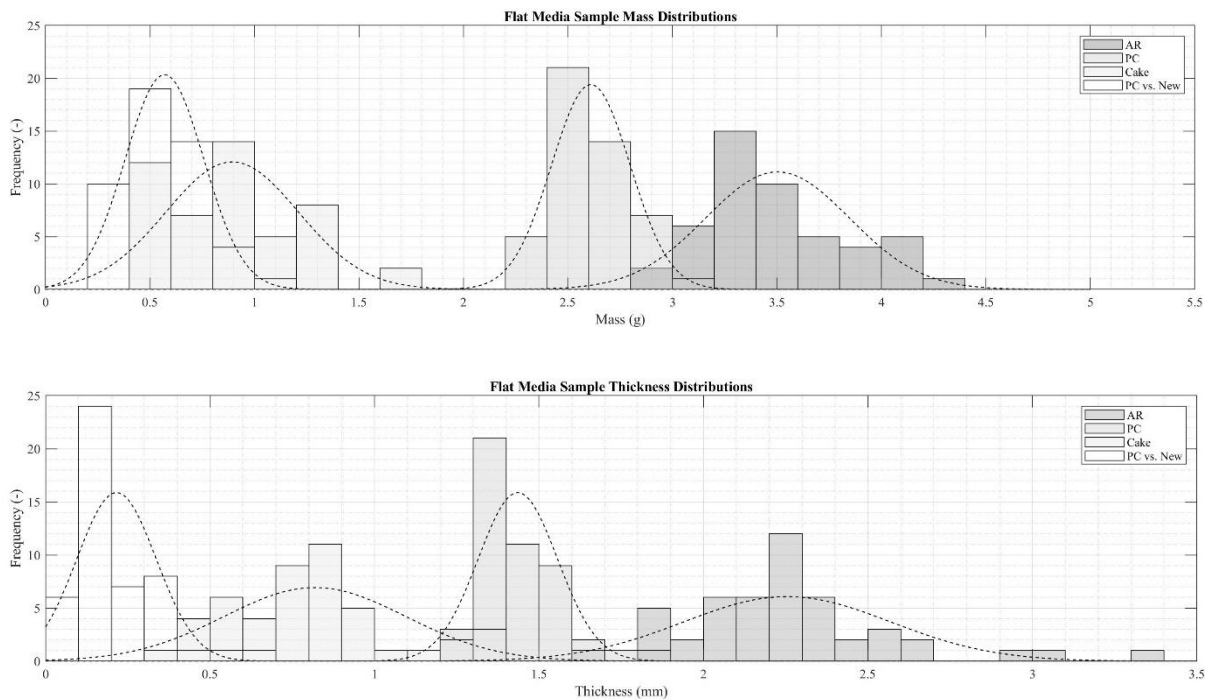 Flat Media Sample Mass Distributions
25
20
15
10
5
0
Frequency (-)
AR
PC
Cake
PC vs. New
0 0.5 1 1.5 2 2.5 3 3.5 4 4.5 5 5.5
Mass (g)
Flat Media Sample Thickness Distributions
25
20
15
10
5
0
Frequency (-)
AR
PC
Cake
PC vs. New
0 0.5 1 1.5 2 2.5 3 3.5
Thickness (mm)